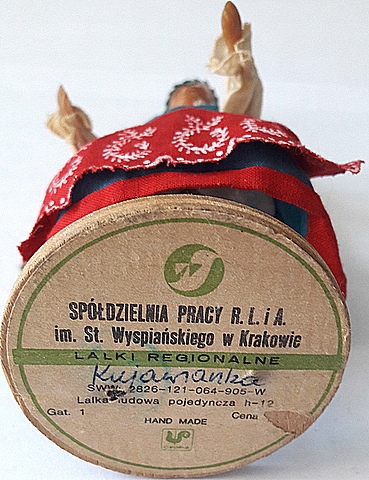 SPÓŁDZIELNIA PRACY R. L. i A.
im. St. Wyspiańskiego w Krakowie
LALKI REGIONALNE
Kujawianka
SWW 2826-121-064-905-W
Lalka ludowa pojedyncza h-12
Gat. 1 Cena
HAND MADE